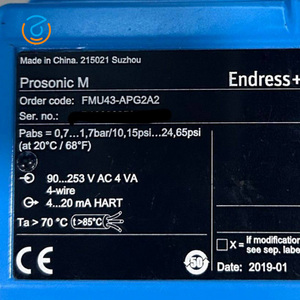 Made in China. 215021 Suzhou
Prosonic M
Endress+
Order code: FMU43-APG2A2
Ser. no.:
Pabs = 0,7...1,7bar/10,15psi...24,65psi
(at 20°C / 68°F)
90...253 V AC 4 VA
4-wire
4...20 mA HART
Ta > 70 °C t >85°C
X = If modification
see sep. label
CE
50
Date: 2019-01